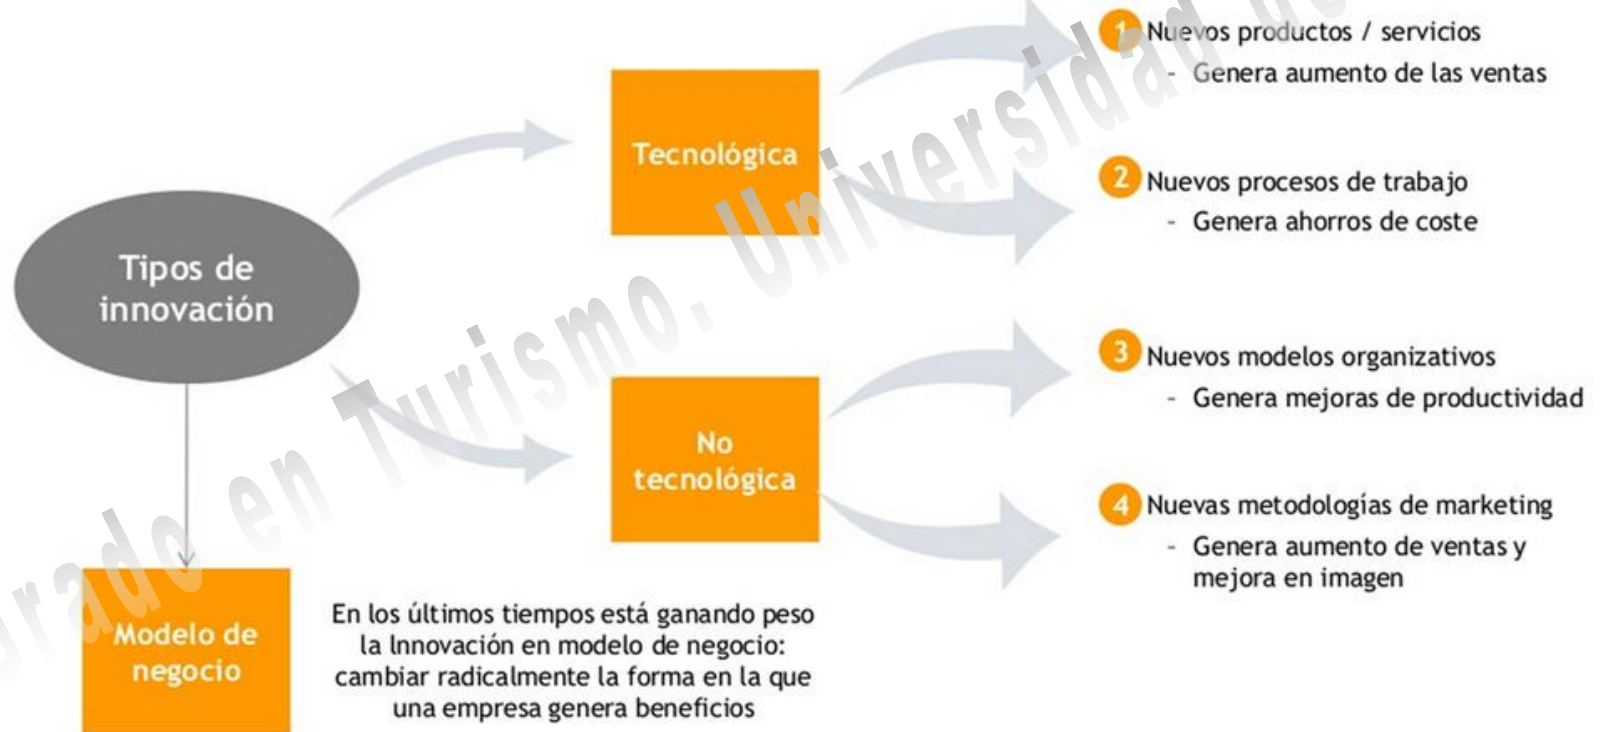 Tipos de
innovación
Tecnológica
1 Nuevos productos / servicios
- Genera aumento de las ventas
2 Nuevos procesos de trabajo
- Genera ahorros de coste
No
tecnológica
3 Nuevos modelos organizativos
- Genera mejoras de productividad
4 Nuevas metodologías de marketing
- Genera aumento de ventas y
mejora en imagen
Modelo de
negocio
En los últimos tiempos está ganando peso
la Innovación en modelo de negocio:
cambiar radicalmente la forma en la que
una empresa genera beneficios
en Turismo. Universidad